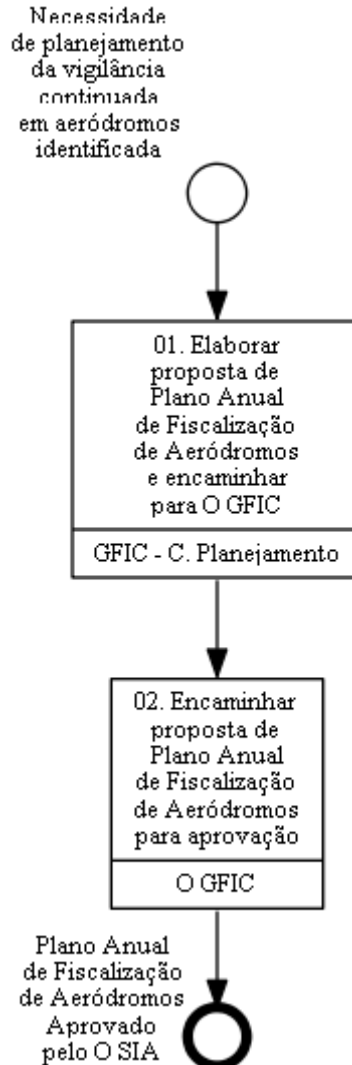 Necessidade
de planejamento
da vigilância
continuada
em aeródromos
identificada
01. Elaborar
proposta de
Plano Anual
de Fiscalização
de Aeródromos
e encaminhar
para O GFIC
GFIC - C. Planejamento
02. Encaminhar
proposta de
Plano Anual
de Fiscalização
de Aeródromos
para aprovação
O GFIC
Plano Anual
de Fiscalização
de Aeródromos
Aprovado
pelo O SIA